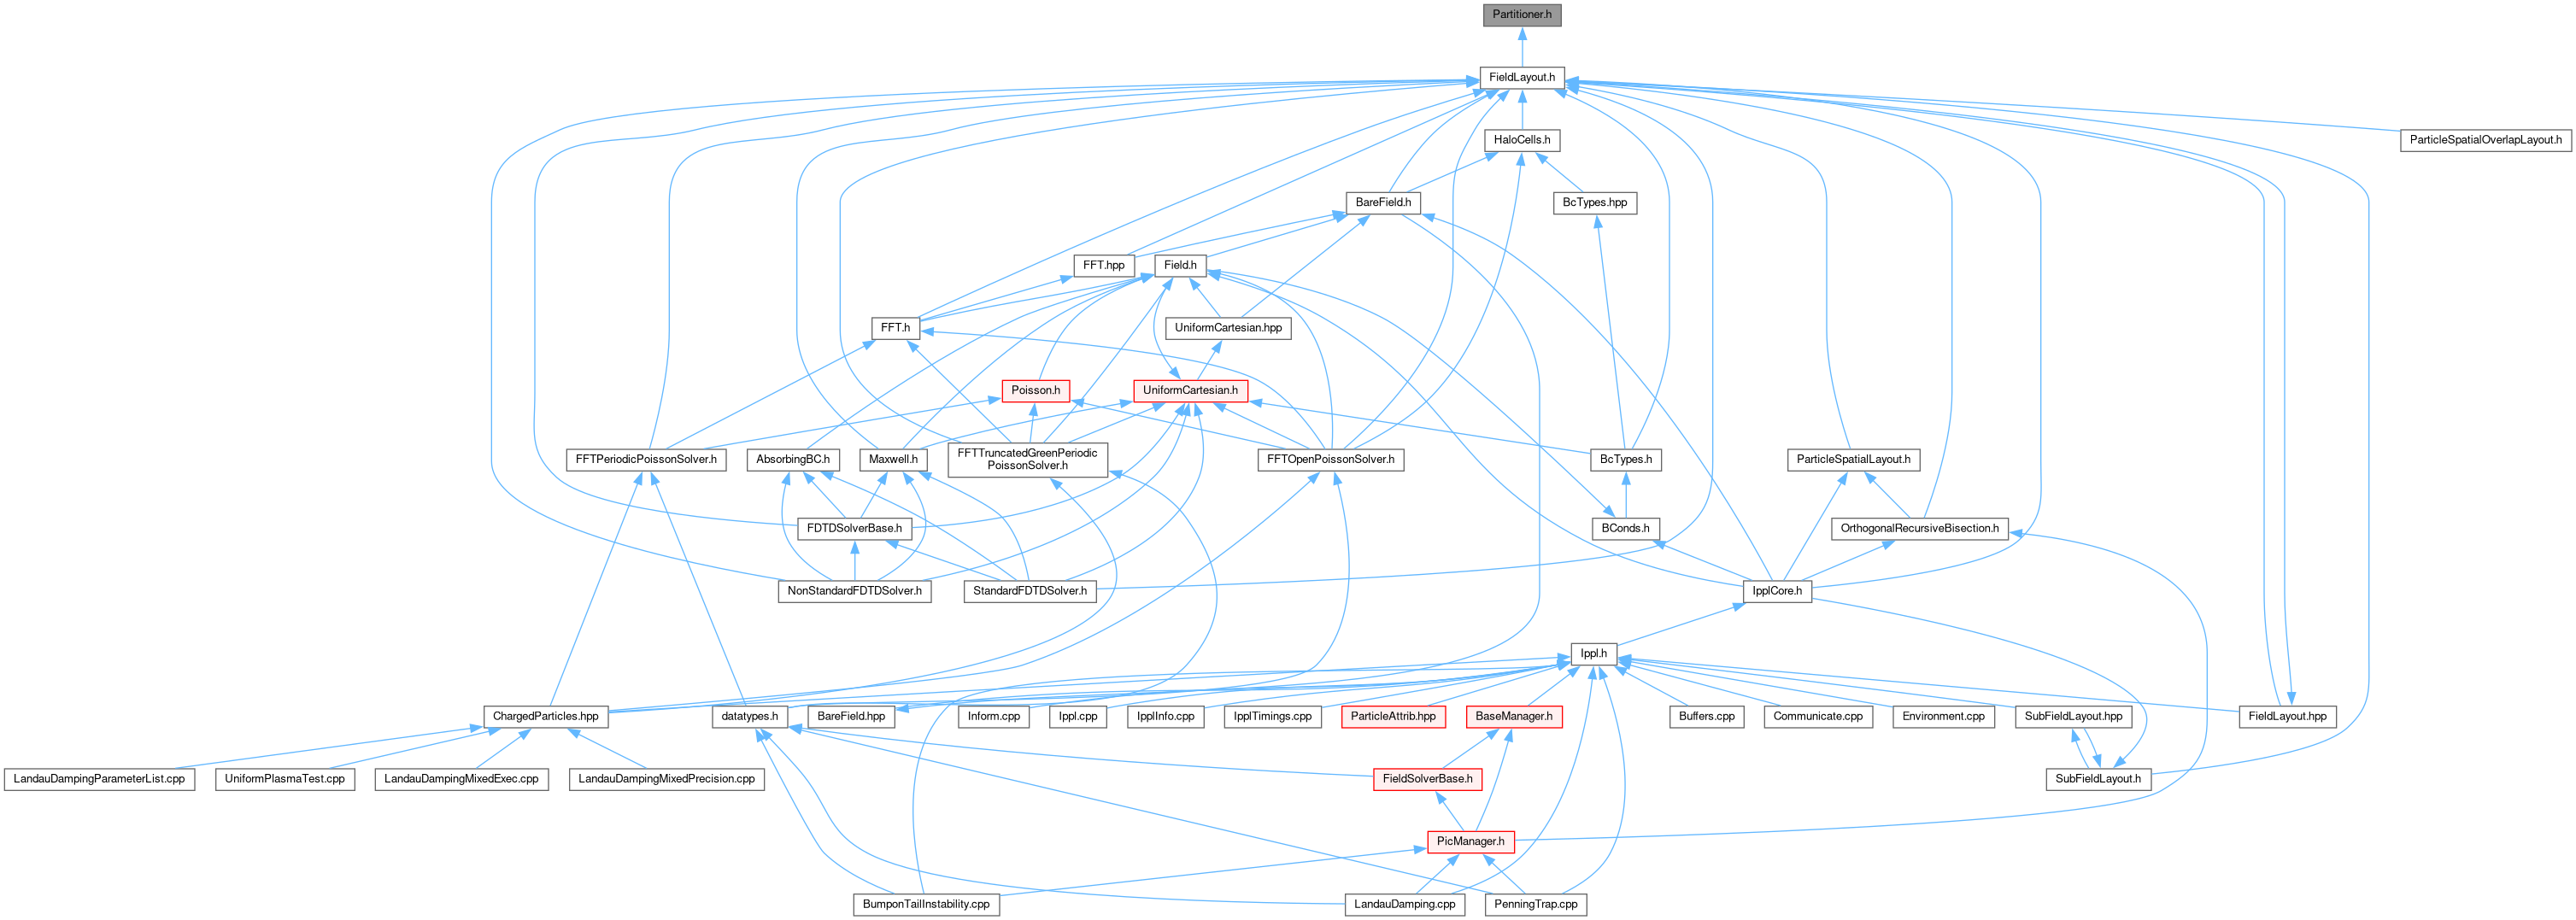 Partitioner.h
FieldLayout.h
HaloCells.h
ParticleSpatialOverlapLayout.h
BareField.h
BcTypes.hpp
FFT.hpp
Field.h
FFT.h
UniformCartesian.hpp
Poisson.h
UniformCartesian.h
FFTPeriodicPoissonSolver.h
AbsorbingBC.h
Maxwell.h
FFTTruncatedGreenPeriodic
PoissonSolver.h
FFTOpenPoissonSolver.h
BcTypes.h
ParticleSpatialLayout.h
FDTDSolverBase.h
BConds.h
OrthogonalRecursiveBisection.h
NonStandardFDTDSolver.h
StandardFDTDSolver.h
IpplCore.h
Ippl.h
ChargedParticles.hpp
datatypes.h
BareField.hpp
Inform.cpp
Ippl.cpp
IpplInfo.cpp
IpplTimings.cpp
ParticleAttrib.hpp
BaseManager.h
Buffers.cpp
Communicate.cpp
Environment.cpp
SubFieldLayout.hpp
FieldLayout.hpp
LandauDampingParameterList.cpp
UniformPlasmaTest.cpp
LandauDampingMixedExec.cpp
LandauDampingMixedPrecision.cpp
FieldSolverBase.h
SubFieldLayout.h
PicManager.h
BumponTailInstability.cpp
LandauDamping.cpp
PenningTrap.cpp